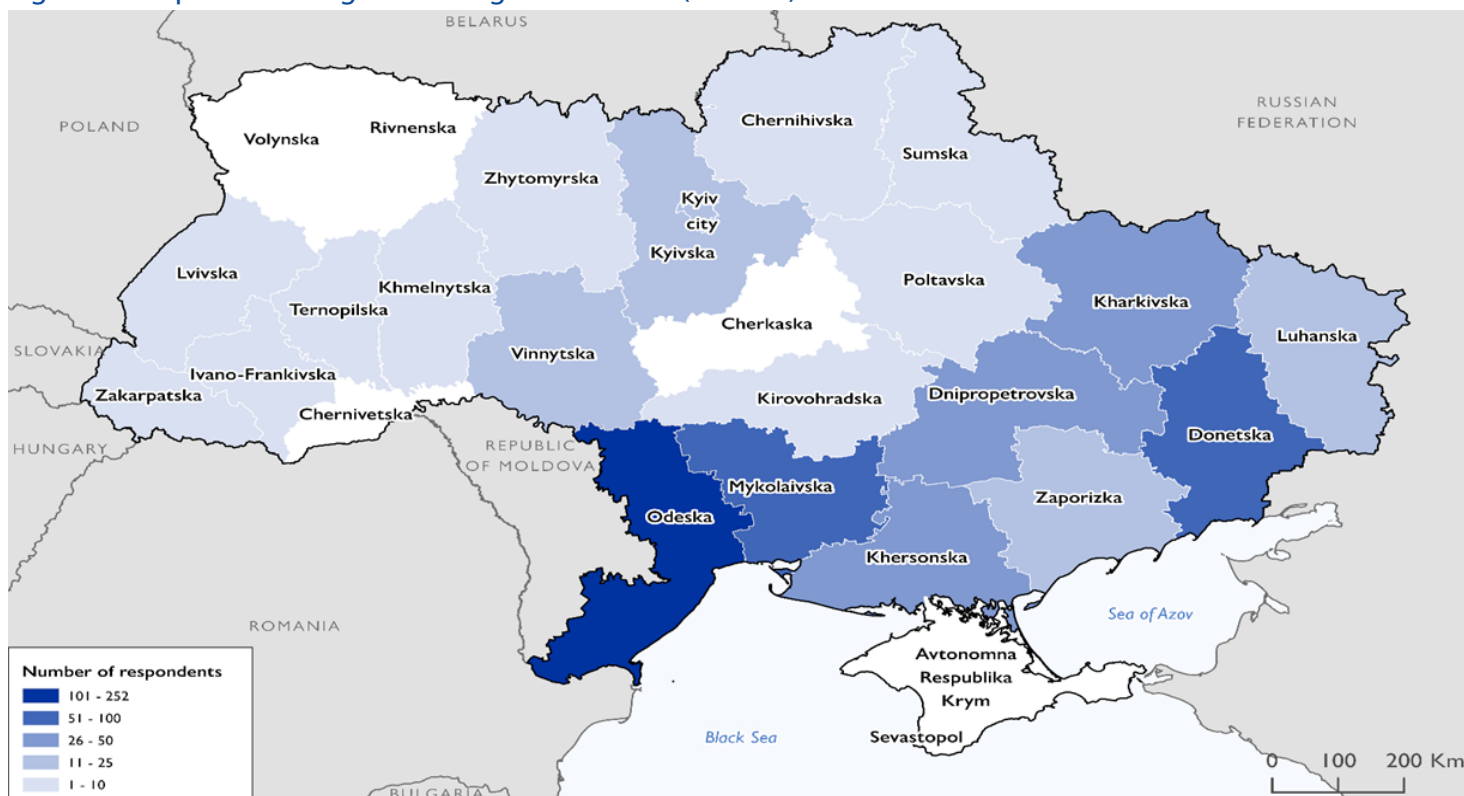 BELARUS
POLAND
RUSSIAN
FEDERATION
Volynska
Rivnenska
Chernihivska
Sumska
Zhytomyrska
Kyiv
city
Kyivska
Lvivska
Ternopilska
Khmelnytska
Poltavska
Kharkivska
Luhanska
Cherkaska
Vinnytska
SLOVAKIA
Ivano-Frankivska
Zakarpatska
Chernivetska
Kirovohradska
Dnipropetrovska
Donetska
HUNGARY
REPUBLIC
OF MOLDOVA
Mykolaivska
Odeska
Zaporizka
Khersonska
Sea of Azov
ROMANIA
Avtonomna
Respublika
Krym
Sevastopol
Black Sea
Number of respondents
101 - 252
51 - 100
26 - 50
11 - 25
1 - 10
0 100 200 Km
BULGARIA